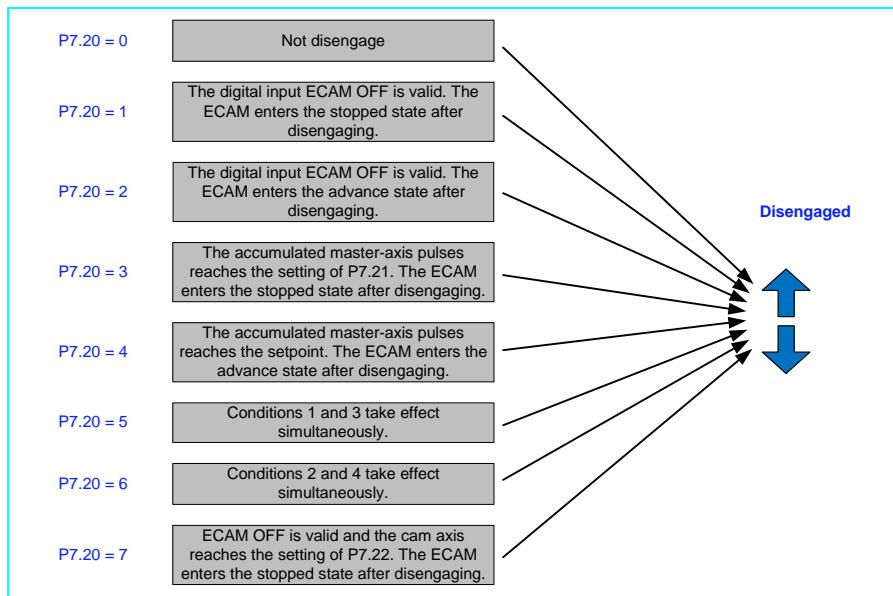 P7.20 = 0
Not disengage
P7.20 = 1
The digital input ECAM OFF is valid. The
ECAM enters the stopped state after
disengaging.
P7.20 = 2
The digital input ECAM OFF is valid. The
ECAM enters the advance state after
disengaging.
Disengaged
P7.20 = 3
The accumulated master-axis pulses
reaches the setting of P7.21. The ECAM
enters the stopped state after disengaging.
P7.20 = 4
The accumulated master-axis pulses
reaches the setpoint. The ECAM enters the
advance state after disengaging.
P7.20 = 5
Conditions 1 and 3 take effect
simultaneously.
P7.20 = 6
Conditions 2 and 4 take effect
simultaneously.
P7.20 = 7
ECAM OFF is valid and the cam axis
reaches the setting of P7.22. The ECAM
enters the stopped state after disengaging.